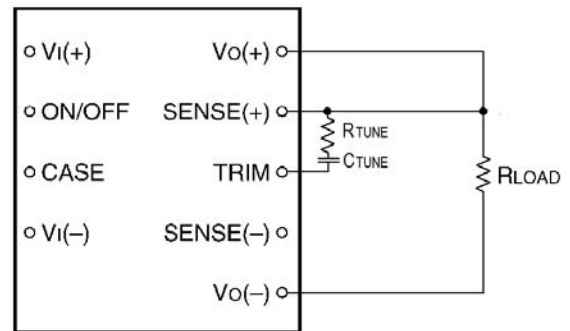 VI(+) VO(+)
ON/OFF SENSE(+)
RTUNE
CTUNE
CASE TRIM
RLOAD
VI(–) SENSE(–)
VO(–)